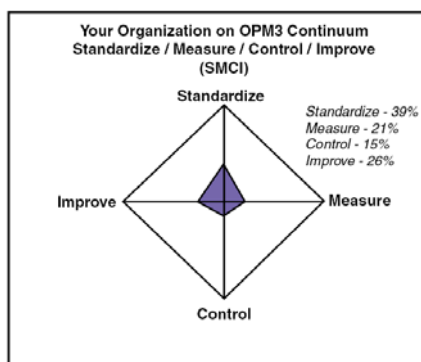 Your Organization on OPM3 Continuum
Standardize / Measure / Control / Improve
(SMCI)
Standardize
Standardize - 39%
Measure - 21%
Control - 15%
Improve - 26%
Improve
Measure
Control